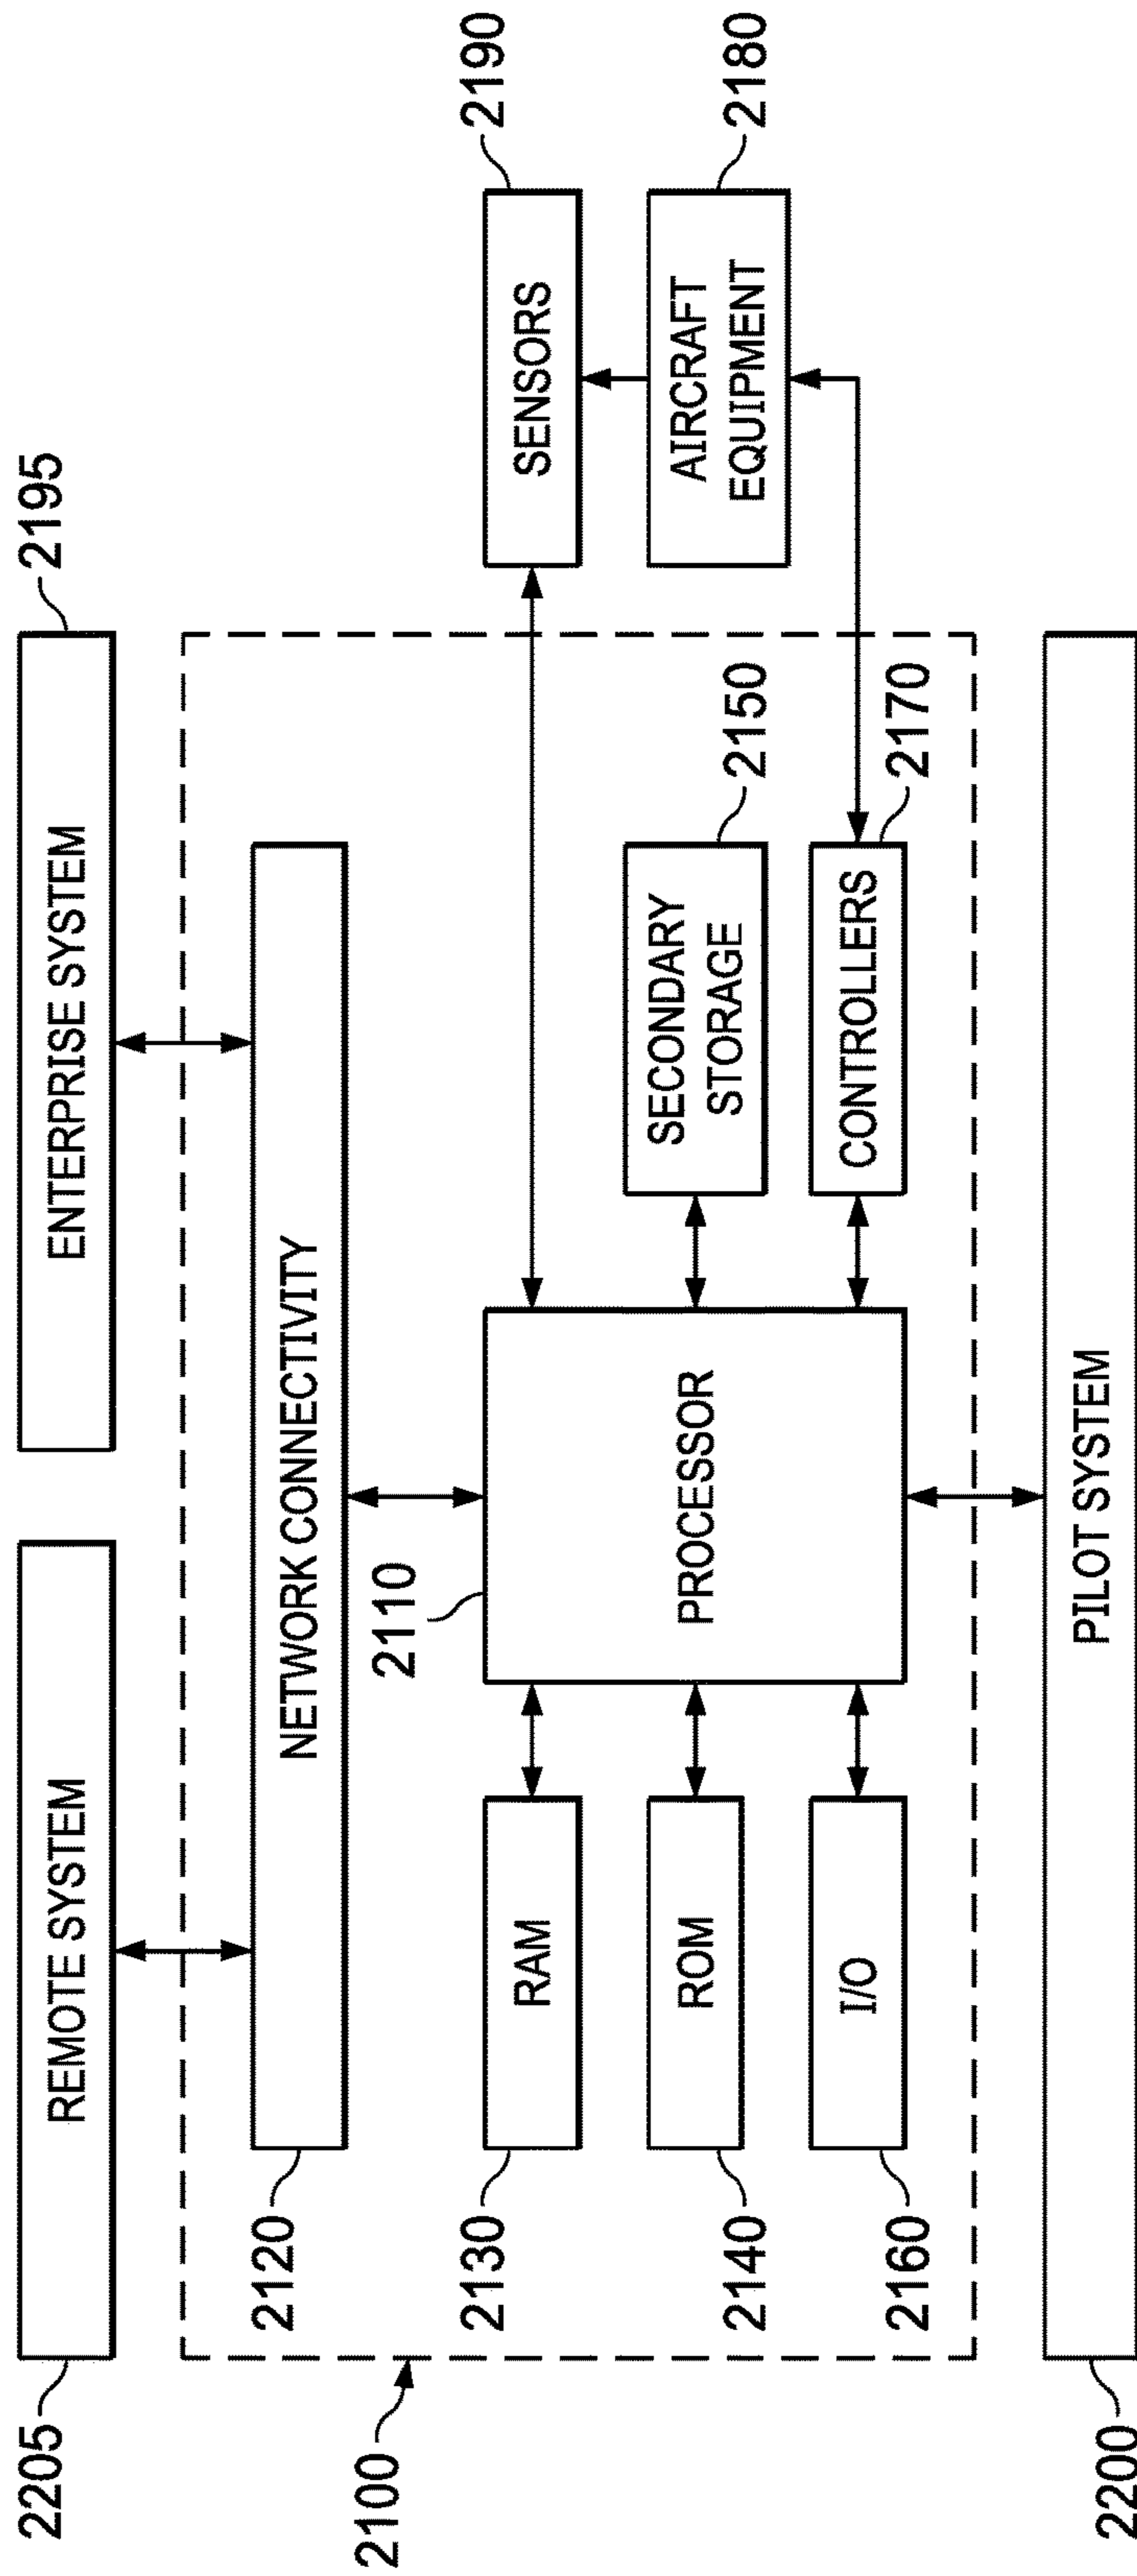 2205
REMOTE SYSTEM
ENTERPRISE SYSTEM
2195
2100
2120
NETWORK CONNECTIVITY
2110
2130
RAM
PROCESSOR
SENSORS
2190
2140
ROM
SECONDARY
STORAGE
2150
AIRCRAFT
EQUIPMENT
2180
2160
I/O
CONTROLLERS
2170
2200
PILOT SYSTEM